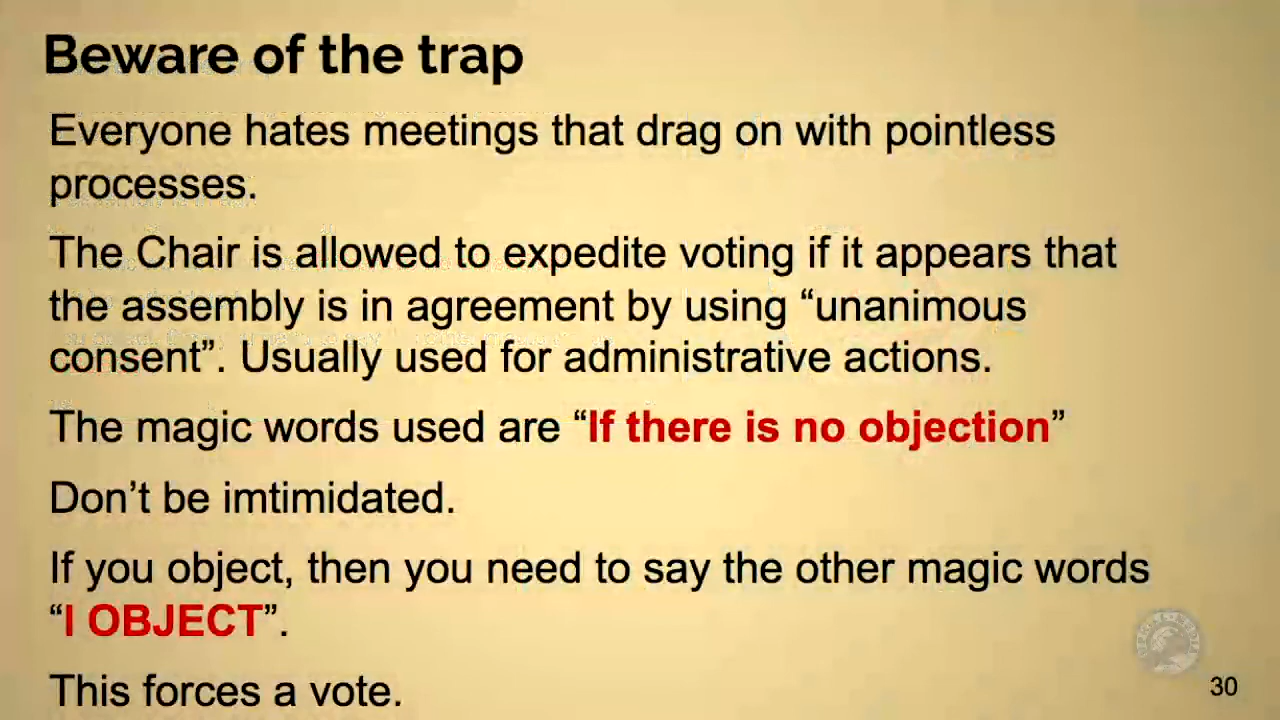 Beware of the trap
Everyone hates meetings that drag on with pointless
processes.
The Chair is allowed to expedite voting if it appears that
the assembly is in agreement by using “unanimous
consent”. Usually used for administrative actions.
The magic words used are “If there is no objection”
Don’t be imtimidated.
If you object, then you need to say the other magic words
“I OBJECT”.
This forces a vote.
30